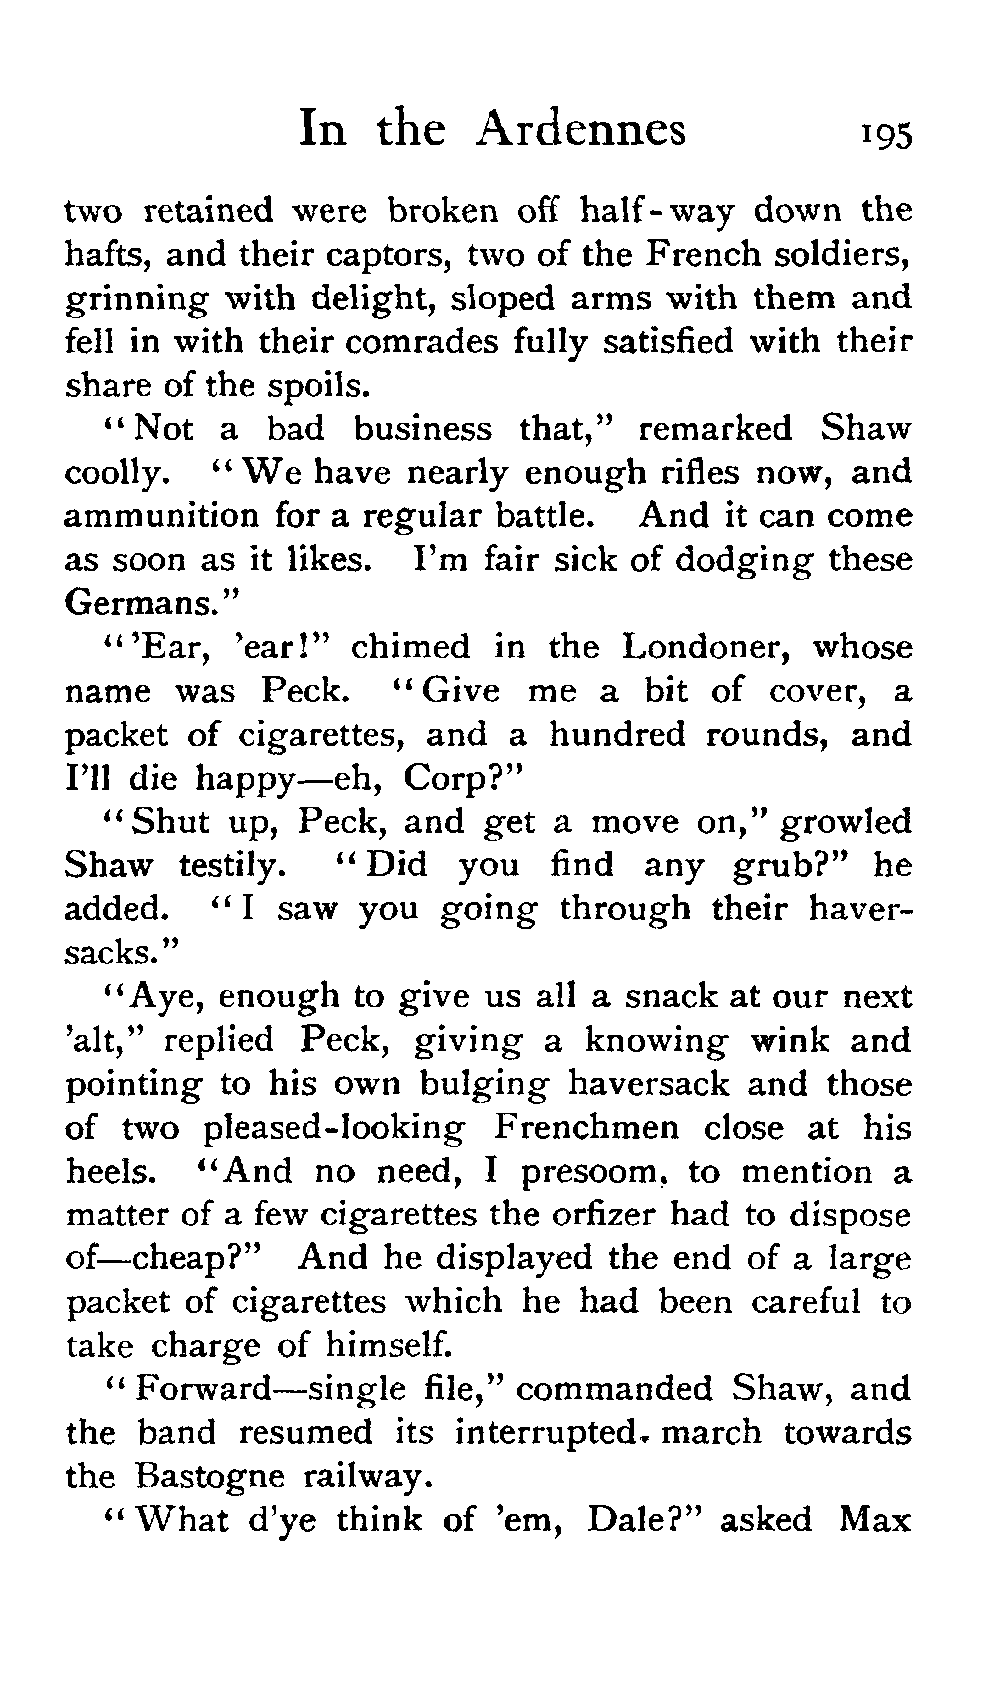 In the Ardennes 195
two retained were broken off half-way down the
hafts, and their captors, two of the French soldiers,
grinning with delight, sloped arms with them and
fell in with their comrades fully satisfied with their
share of the spoils.
“Not a bad business that,” remarked Shaw
coolly. “We have nearly enough rifles now, and
ammunition for a regular battle. And it can come
as soon as it likes. I’m fair sick of dodging these
Germans.”
“’Ear, ’ear!” chimed in the Londoner, whose
name was Peck. “Give me a bit of cover, a
packet of cigarettes, and a hundred rounds, and
I’ll die happy—eh, Corp?”
“Shut up, Peck, and get a move on,” growled
Shaw testily. “Did you find any grub?” he
added. “I saw you going through their haver-
sacks.”
“Aye, enough to give us all a snack at our next
’alt,” replied Peck, giving a knowing wink and
pointing to his own bulging haversack and those
of two pleased-looking Frenchmen close at his
heels. “And no need, I presoom, to mention a
matter of a few cigarettes the orfizer had to dispose
of—cheap?” And he displayed the end of a large
packet of cigarettes which he had been careful to
take charge of himself.
“Forward—single file,” commanded Shaw, and
the band resumed its interrupted. march towards
the Bastogne railway.
“What d’ye think of ’em, Dale?” asked Max